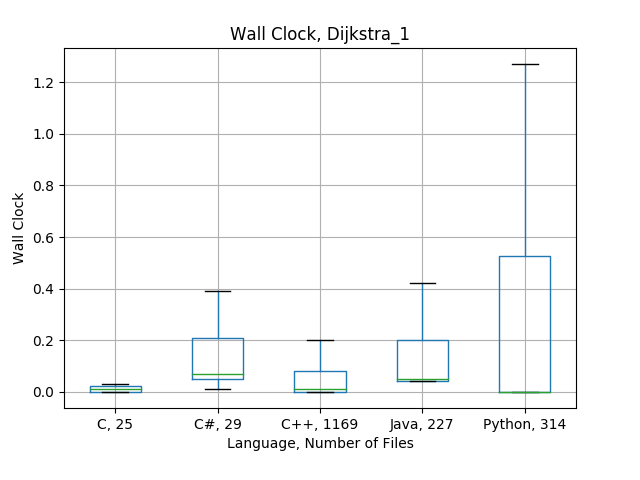 Wall Clock, Dijkstra_1
1.2
1.0
0.8
0.6
0.4
0.2
0.0
Wall Clock
C, 25
C#, 29
C++, 1169
Java, 227
Python, 314
Language, Number of Files